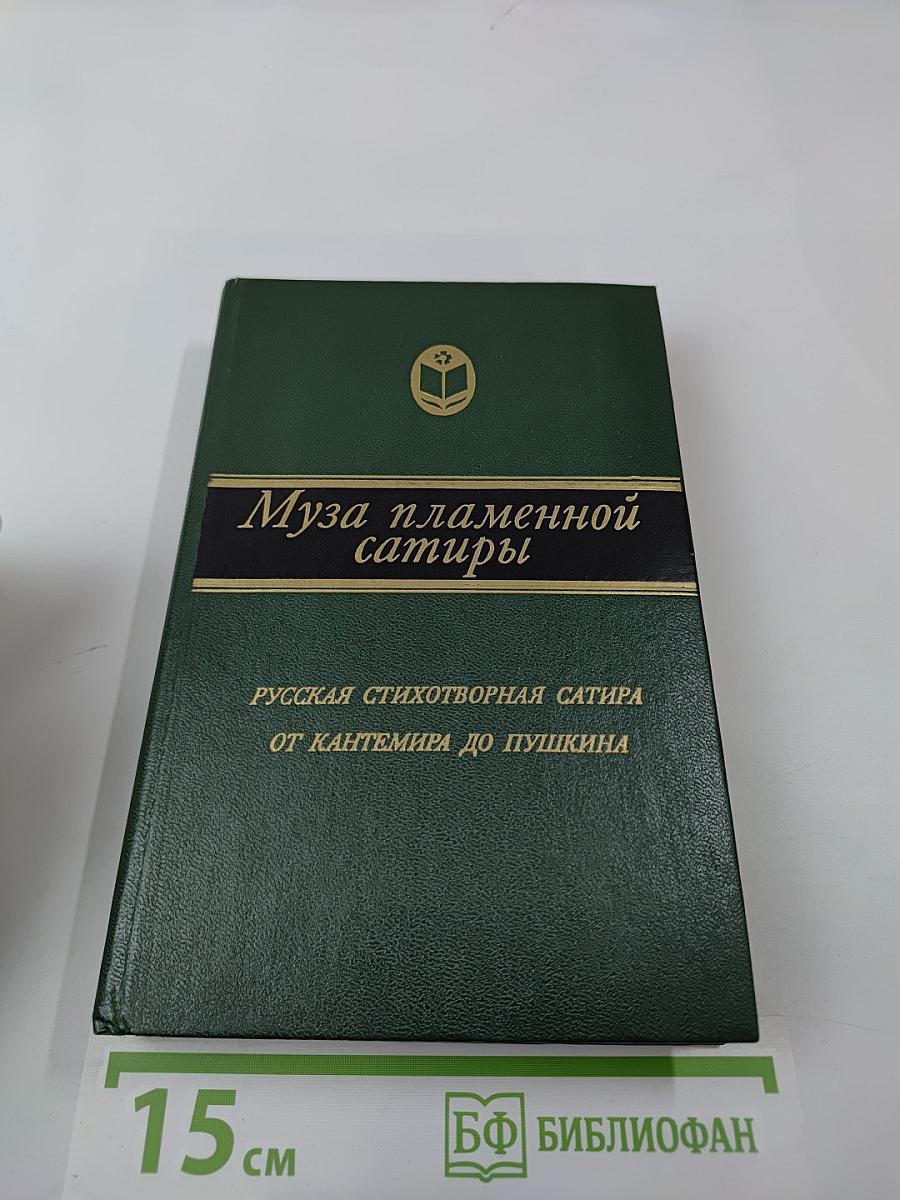 Муза пламенной
сатиры
РУССКАЯ СТИХОТВОРНАЯ САТИРА
ОТ КАНТЕМИРА ДО ПУШКИНА
15 см
БФ БИБЛИОФАН